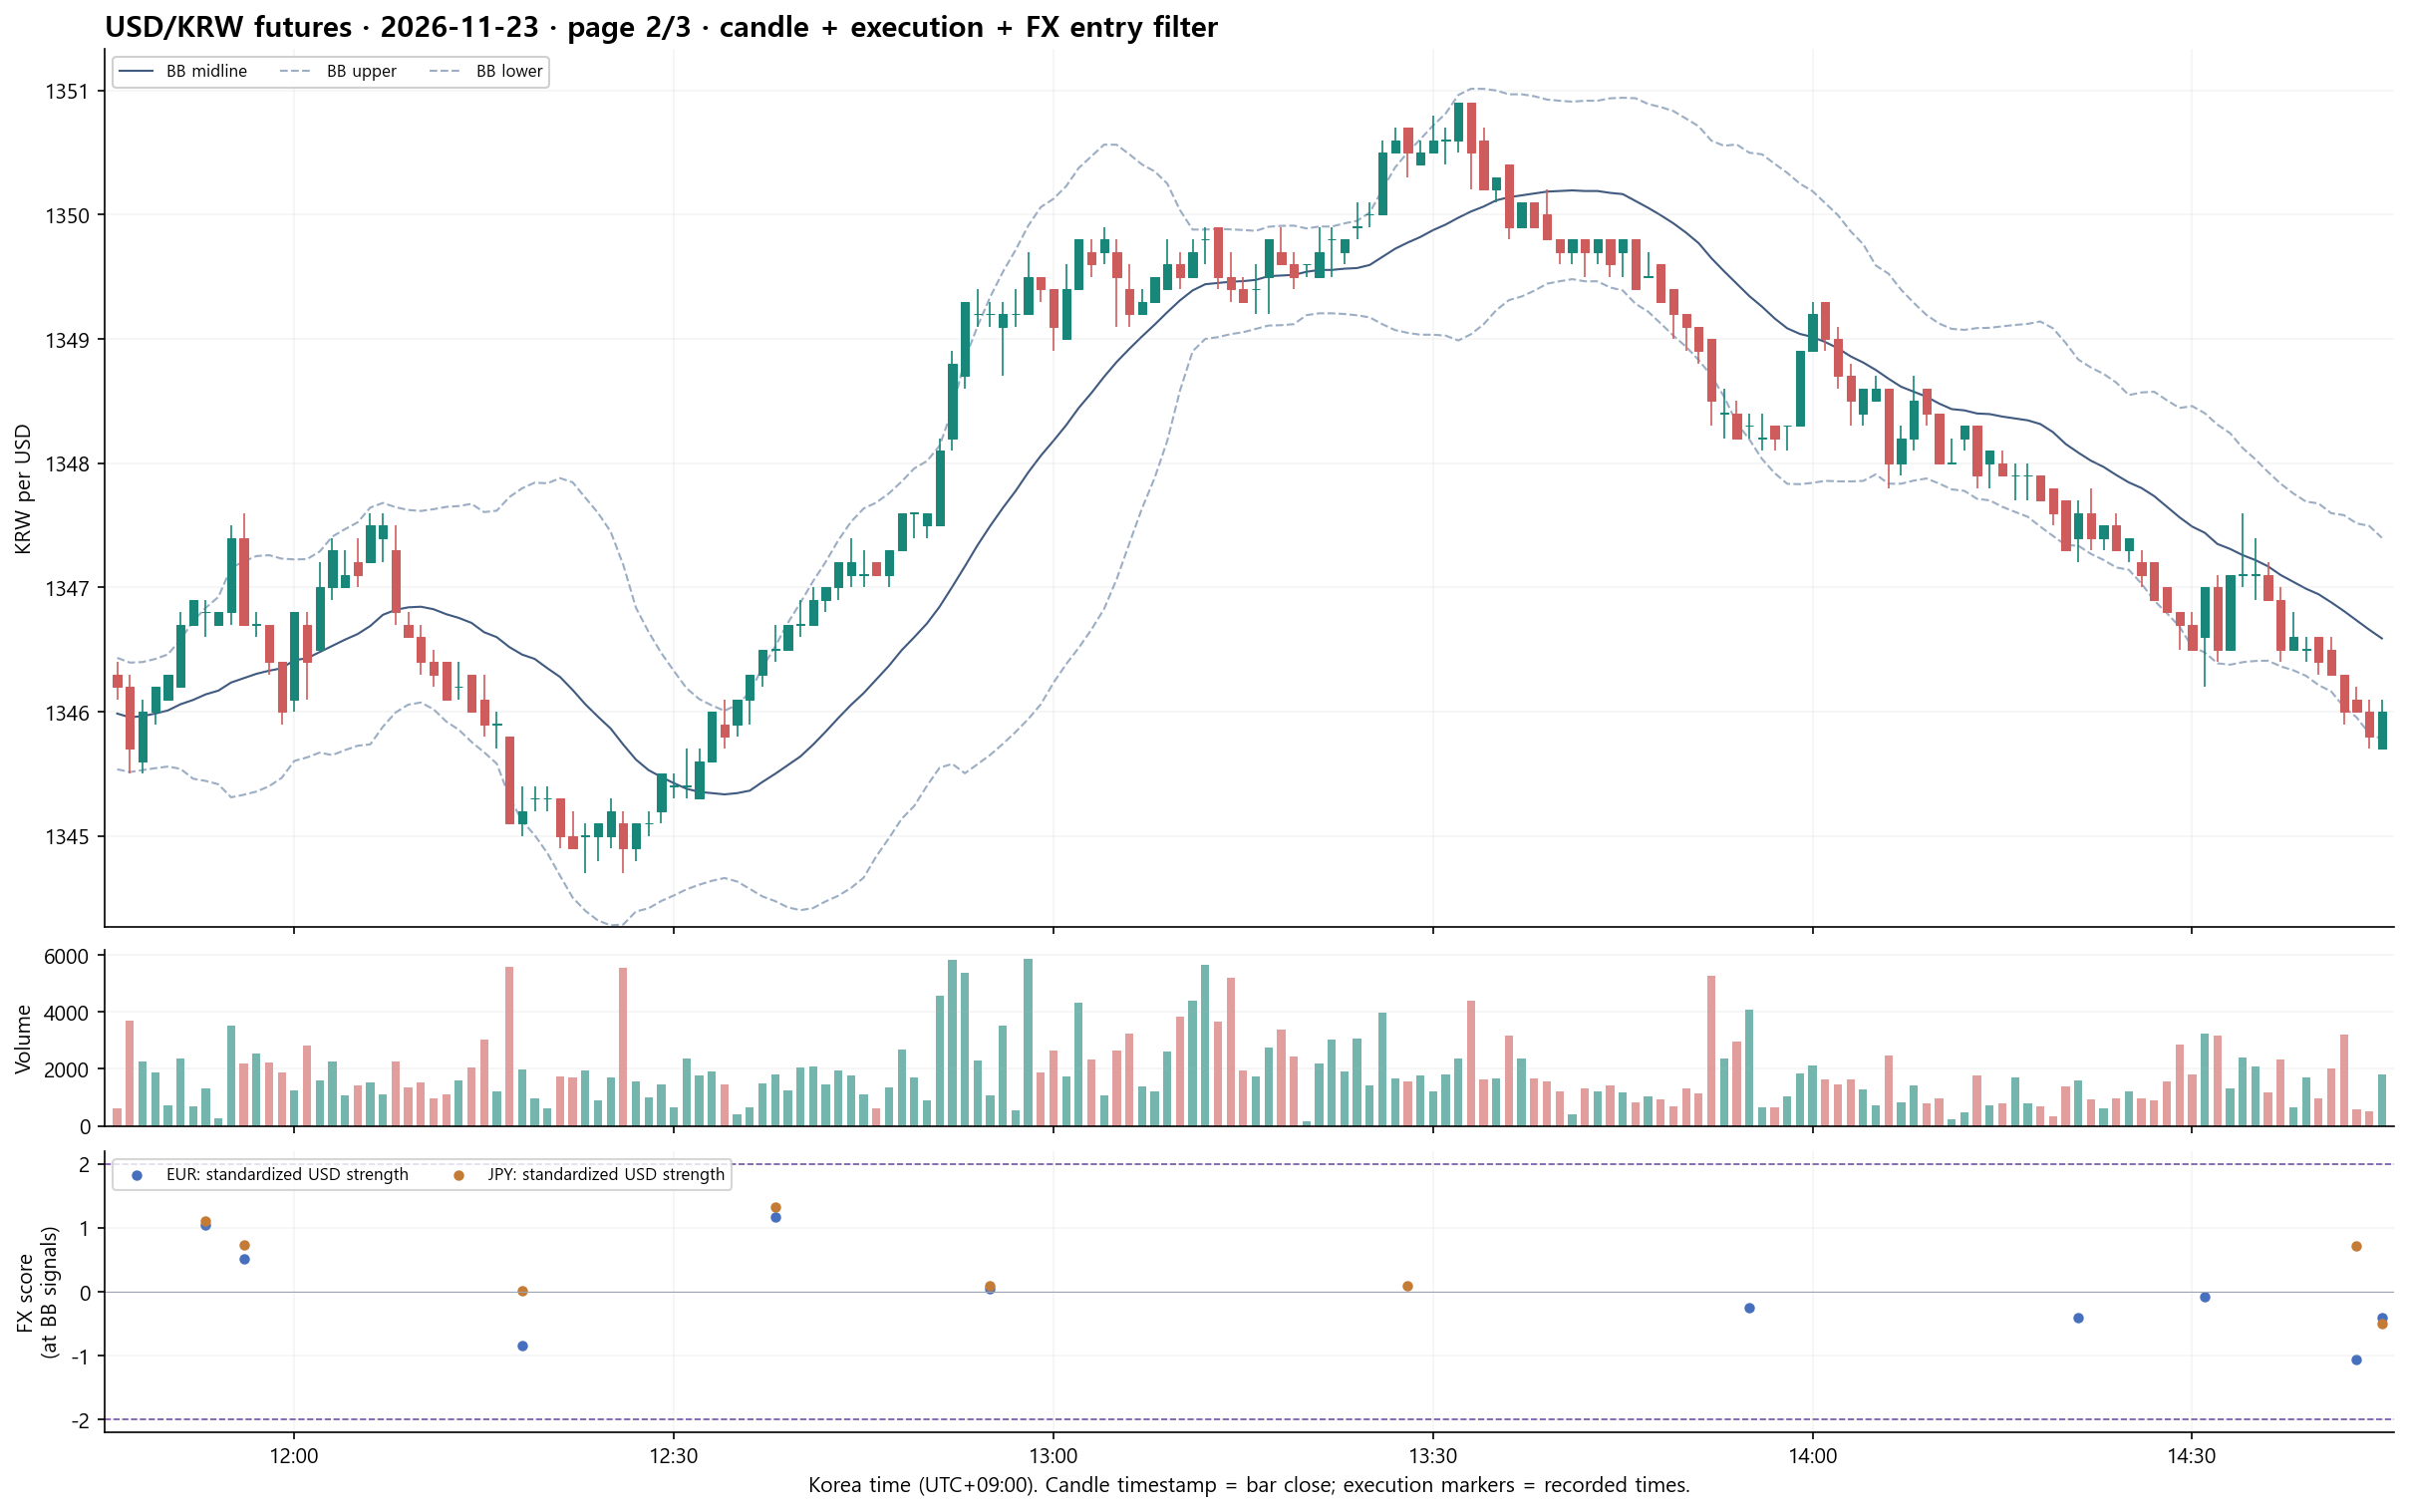 USD/KRW futures · 2026-11-23 · page 2/3 · candle + execution + FX entry filter
BB midline BB upper BB lower
KRW per USD
1351
1350
1349
1348
1347
1346
1345
Volume
6000
4000
2000
0
EUR: standardized USD strength JPY: standardized USD strength
FX score
(at BB signals)
2
1
0
-1
-2
12:00 12:30 13:00 13:30 14:00 14:30
Korea time (UTC+09:00). Candle timestamp = bar close; execution markers = recorded times.